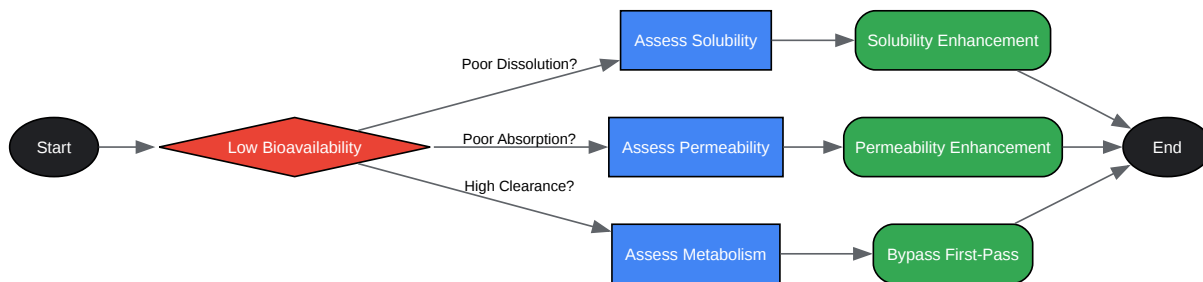 Start
Low Bioavailability
Poor Dissolution?
Poor Absorption?
High Clearance?
Assess Solubility
Assess Permeability
Assess Metabolism
Solubility Enhancement
Permeability Enhancement
Bypass First-Pass
End